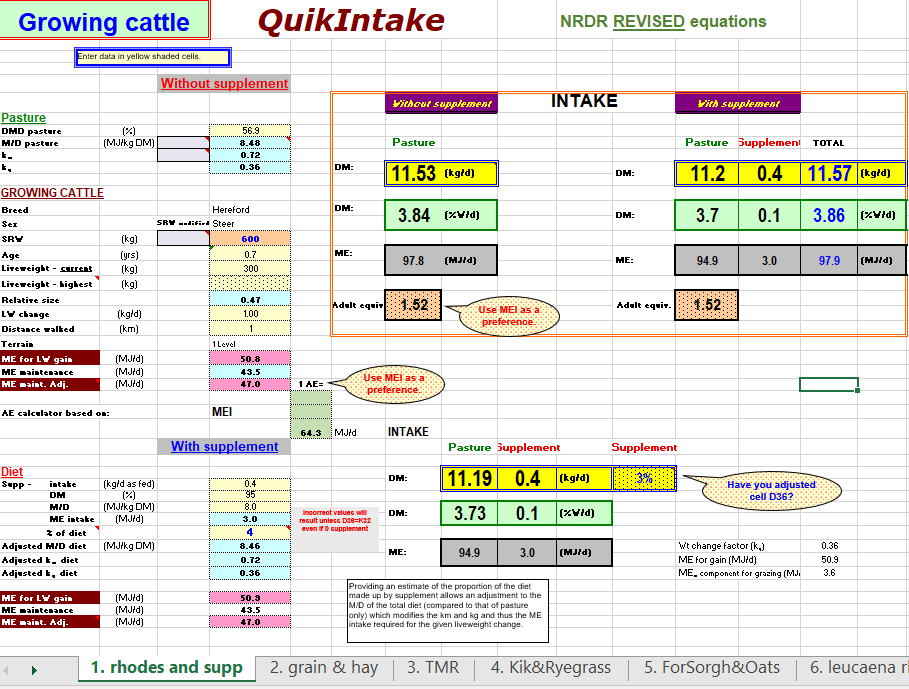 Growing cattle QuikIntake NRDR REVISED equations
Enter data in yellow shaded cells.
Without supplement
Without supplement INTAKE With supplement
Pasture
DMD pasture (%) 56.9
M/D pasture (MJ/kg DM) 8.48 Pasture Pasture Supplement TOTAL
kₘ 0.72
0.36
DM: 11.53 (kg/d) DM: 11.2 0.4 11.57 (kg/d)
GROWING CATTLE
Breed Hereford
DM: 3.84 (%W/d) DM: 3.7 0.1 3.86 (%W/d)
Sex SRW modified Steer
SRW (kg) 600
Age (yrs) 0.7
ME: 97.8 (MJ/d) ME: 94.9 3.0 97.9 (MJ/d)
Liveweight - current (kg) 300
Liveweight - highest (kg)
Relative size 0.47
Adult equiv 1.52 Adult equiv. 1.52
Use MEI as a
preference.
LW change (kg/d) 1.00
Distance walked (km) 1
Terrain 1 Level
ME for LW gain (MJ/d) 50.8
ME maintenance (MJ/d) 43.5
ME maint. Adj. (MJ/d) 47.0 1 AE=
Use MEI as a
preference.
AE calculator based on: MEI
64.3 MJ/d INTAKE
With supplement
Pasture Supplement Supplement
Diet
Supp - intake (kg/d as fed) 0.4
DM: 11.19 0.4 (kg/d) 3%
Have you adjusted
cell D36?
DM (%) 95
M/D (MJ/kg DM) 8.0
ME intake (MJ/d) 3.0
DM: 3.73 0.1 (%W/d)
Incorrect values will
result unless D36=K32
even if 0 supplement
% of diet 4
Adjusted M/D diet (MJ/kg DM) 8.46
ME: 94.9 3.0 (MJ/d)
Wt change factor (k₉) 0.36
Adjusted kₘ diet 0.72
ME for gain (MJ/d) 50.9
Adjusted k₉ diet 0.36
MEₘ component for grazing (MJ/ 3.6
Providing an estimate of the proportion of the diet
made up by supplement allows an adjustment to the
M/D of the total diet (compared to that of pasture
only) which modifies the km and kg and thus the ME
intake required for the given liveweight change.
ME for LW gain (MJ/d) 50.9
ME maintenance (MJ/d) 43.5
ME maint. Adj. (MJ/d) 47.0
1. rhodes and supp 2. grain & hay 3. TMR 4. Kik&Ryegrass 5. ForSorgh&Oats 6. leucaena r